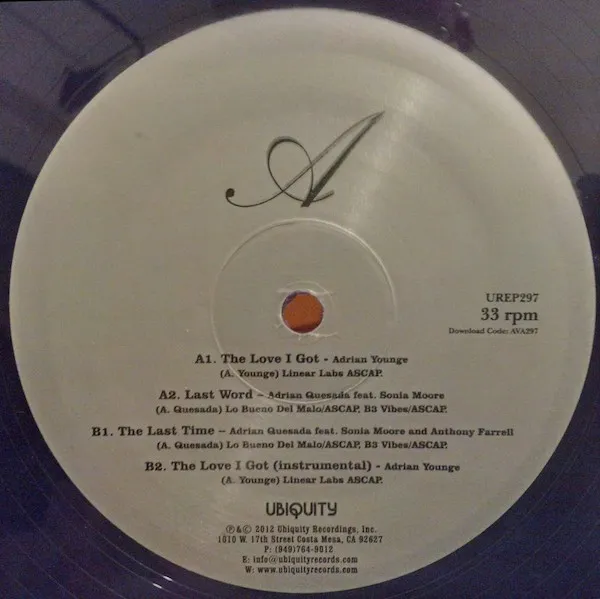 A
UREP297
33 rpm
Download Code: AVA297
A1. The Love I Got - Adrian Younge
(A. Younge) Linear Labs ASCAP.
A2. Last Word – Adrian Quesada feat. Sonia Moore
(A. Quesada) Lo Bueno Del Malo/ASCAP, B3 Vibes/ASCAP.
B1. The Last Time – Adrian Quesada feat. Sonia Moore and Anthony Farrell
(A. Quesada) Lo Bueno Del Malo/ASCAP, B3 Vibes/ASCAP.
B2. The Love I Got (instrumental) - Adrian Younge
(A. Younge) Linear Labs ASCAP.
UBIQUITY
℗&© 2012 Ubiquity Recordings, Inc.
1010 W. 17th Street Costa Mesa, CA 92627
P: (949)764-9012
E: info@ubiquityrecords.com
W: www.ubiquityrecords.com